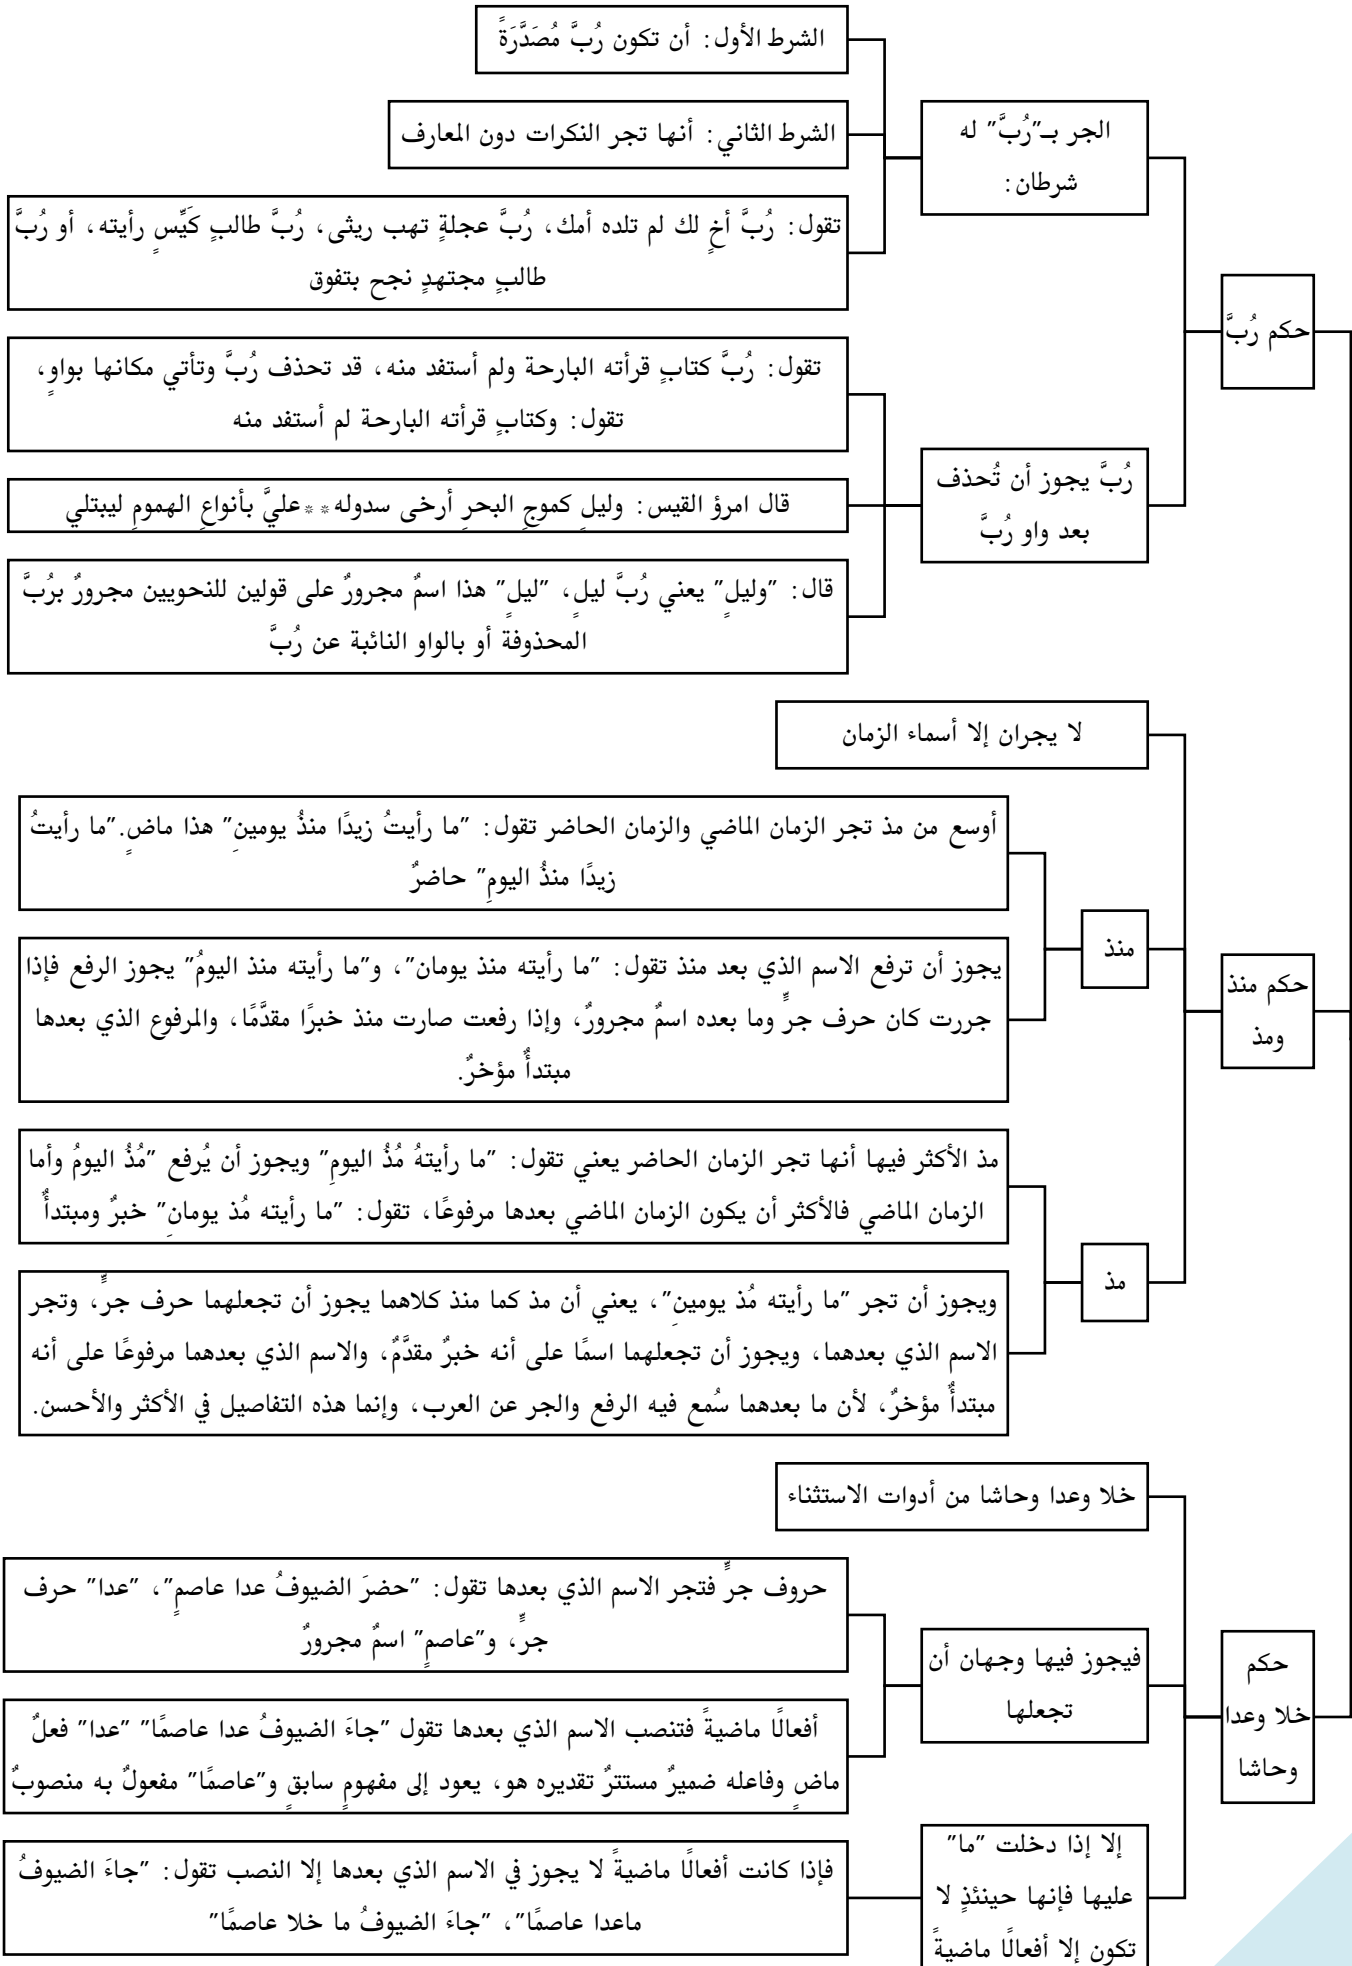 حكم رُبَّ
الجر بـ"رُبَّ" له
شرطان:
الشرط الأول: أن تكون رُبَّ مُصَدَّرَةً
الشرط الثاني: أنها تجر النكرات دون المعارف
تقول: رُبَّ أخٍ لك لم تلده أمك، رُبَّ عجلةٍ تهب ريثى، رُبَّ طالبٍ كَيِّسٍ رأيته، أو رُبَّ
طالبٍ مجتهدٍ نجح بتفوق
رُبَّ يجوز أن تُحذف
بعد واو رُبَّ
تقول: رُبَّ كتابٍ قرأته البارحة ولم أستفد منه، قد تحذف رُبَّ وتأتي مكانها بواوٍ،
تقول: وكتابٍ قرأته البارحة لم أستفد منه
قال امرؤ القيس: وليلٍ كموجِ البحرِ أرخى سدوله ** عليَّ بأنواعِ الهمومِ ليبتلي
قال: "وليلٍ" يعني رُبَّ ليلٍ، "ليلٍ" هذا اسمٌ مجرورٌ على قولين للنحويين مجرورٌ برُبَّ
المحذوفة أو بالواو النائبة عن رُبَّ
حكم منذ
ومذ
لا يجران إلا أسماء الزمان
منذ
أوسع من مذ تجر الزمان الماضي والزمان الحاضر تقول: "ما رأيتُ زيدًا منذُ يومينِ" هذا ماضٍ."ما رأيتُ
زيدًا منذُ اليومِ" حاضرٌ
يجوز أن ترفع الاسم الذي بعد منذ تقول: "ما رأيته منذ يومان"، و"ما رأيته منذ اليومُ" يجوز الرفع فإذا
جررت كان حرف جرٍّ وما بعده اسمٌ مجرورٌ، وإذا رفعت صارت منذ خبرًا مقدَّمًا، والمرفوع الذي بعدها
مبتدأٌ مؤخرٌ.
مذ
مذ الأكثر فيها أنها تجر الزمان الحاضر يعني تقول: "ما رأيتهُ مُذُ اليومِ" ويجوز أن يُرفع "مُذُ اليومُ وأما
الزمان الماضي فالأكثر أن يكون الزمان الماضي بعدها مرفوعًا، تقول: "ما رأيته مُذ يومانِ" خبرٌ ومبتدأٌ
ويجوز أن تجر "ما رأيته مُذ يومينِ"، يعني أن مذ كما منذ كلاهما يجوز أن تجعلهما حرف جرٍّ، وتجر
الاسم الذي بعدهما، ويجوز أن تجعلهما اسمًا على أنه خبرٌ مقدَّمٌ، والاسم الذي بعدهما مرفوعًا على أنه
مبتدأٌ مؤخرٌ، لأن ما بعدهما سُمع فيه الرفع والجر عن العرب، وإنما هذه التفاصيل في الأكثر والأحسن.
حكم
خلا وعدا
وحاشا
خلا وعدا وحاشا من أدوات الاستثناء
فيجوز فيها وجهان أن
تجعلها
حروف جرٍّ فتجر الاسم الذي بعدها تقول: "حضرَ الضيوفُ عدا عاصمٍ"، "عدا" حرف
جرٍّ، و"عاصمٍ" اسمٌ مجرورٌ
أفعالًا ماضيةً فتنصب الاسم الذي بعدها تقول "جاءَ الضيوفُ عدا عاصمًا" "عدا" فعلٌ
ماضٍ وفاعله ضميرٌ مستترٌ تقديره هو، يعود إلى مفهومٍ سابقٍ و"عاصمًا" مفعولٌ به منصوبٌ
إلا إذا دخلت "ما"
عليها فإنها حينئذٍ لا
تكون إلا أفعالًا ماضيةً
فإذا كانت أفعالًا ماضيةً لا يجوز في الاسم الذي بعدها إلا النصب تقول: "جاءَ الضيوفُ
ماعدا عاصمًا"، "جاءَ الضيوفُ ما خلا عاصمًا"